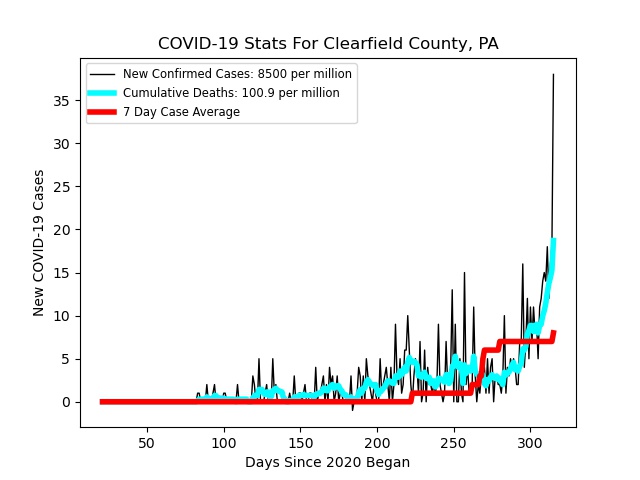 COVID-19 Stats For Clearfield County, PA
New Confirmed Cases: 8500 per million
Cumulative Deaths: 100.9 per million
7 Day Case Average
New COVID-19 Cases
35
30
25
20
15
10
5
0
50 100 150 200 250 300
Days Since 2020 Began